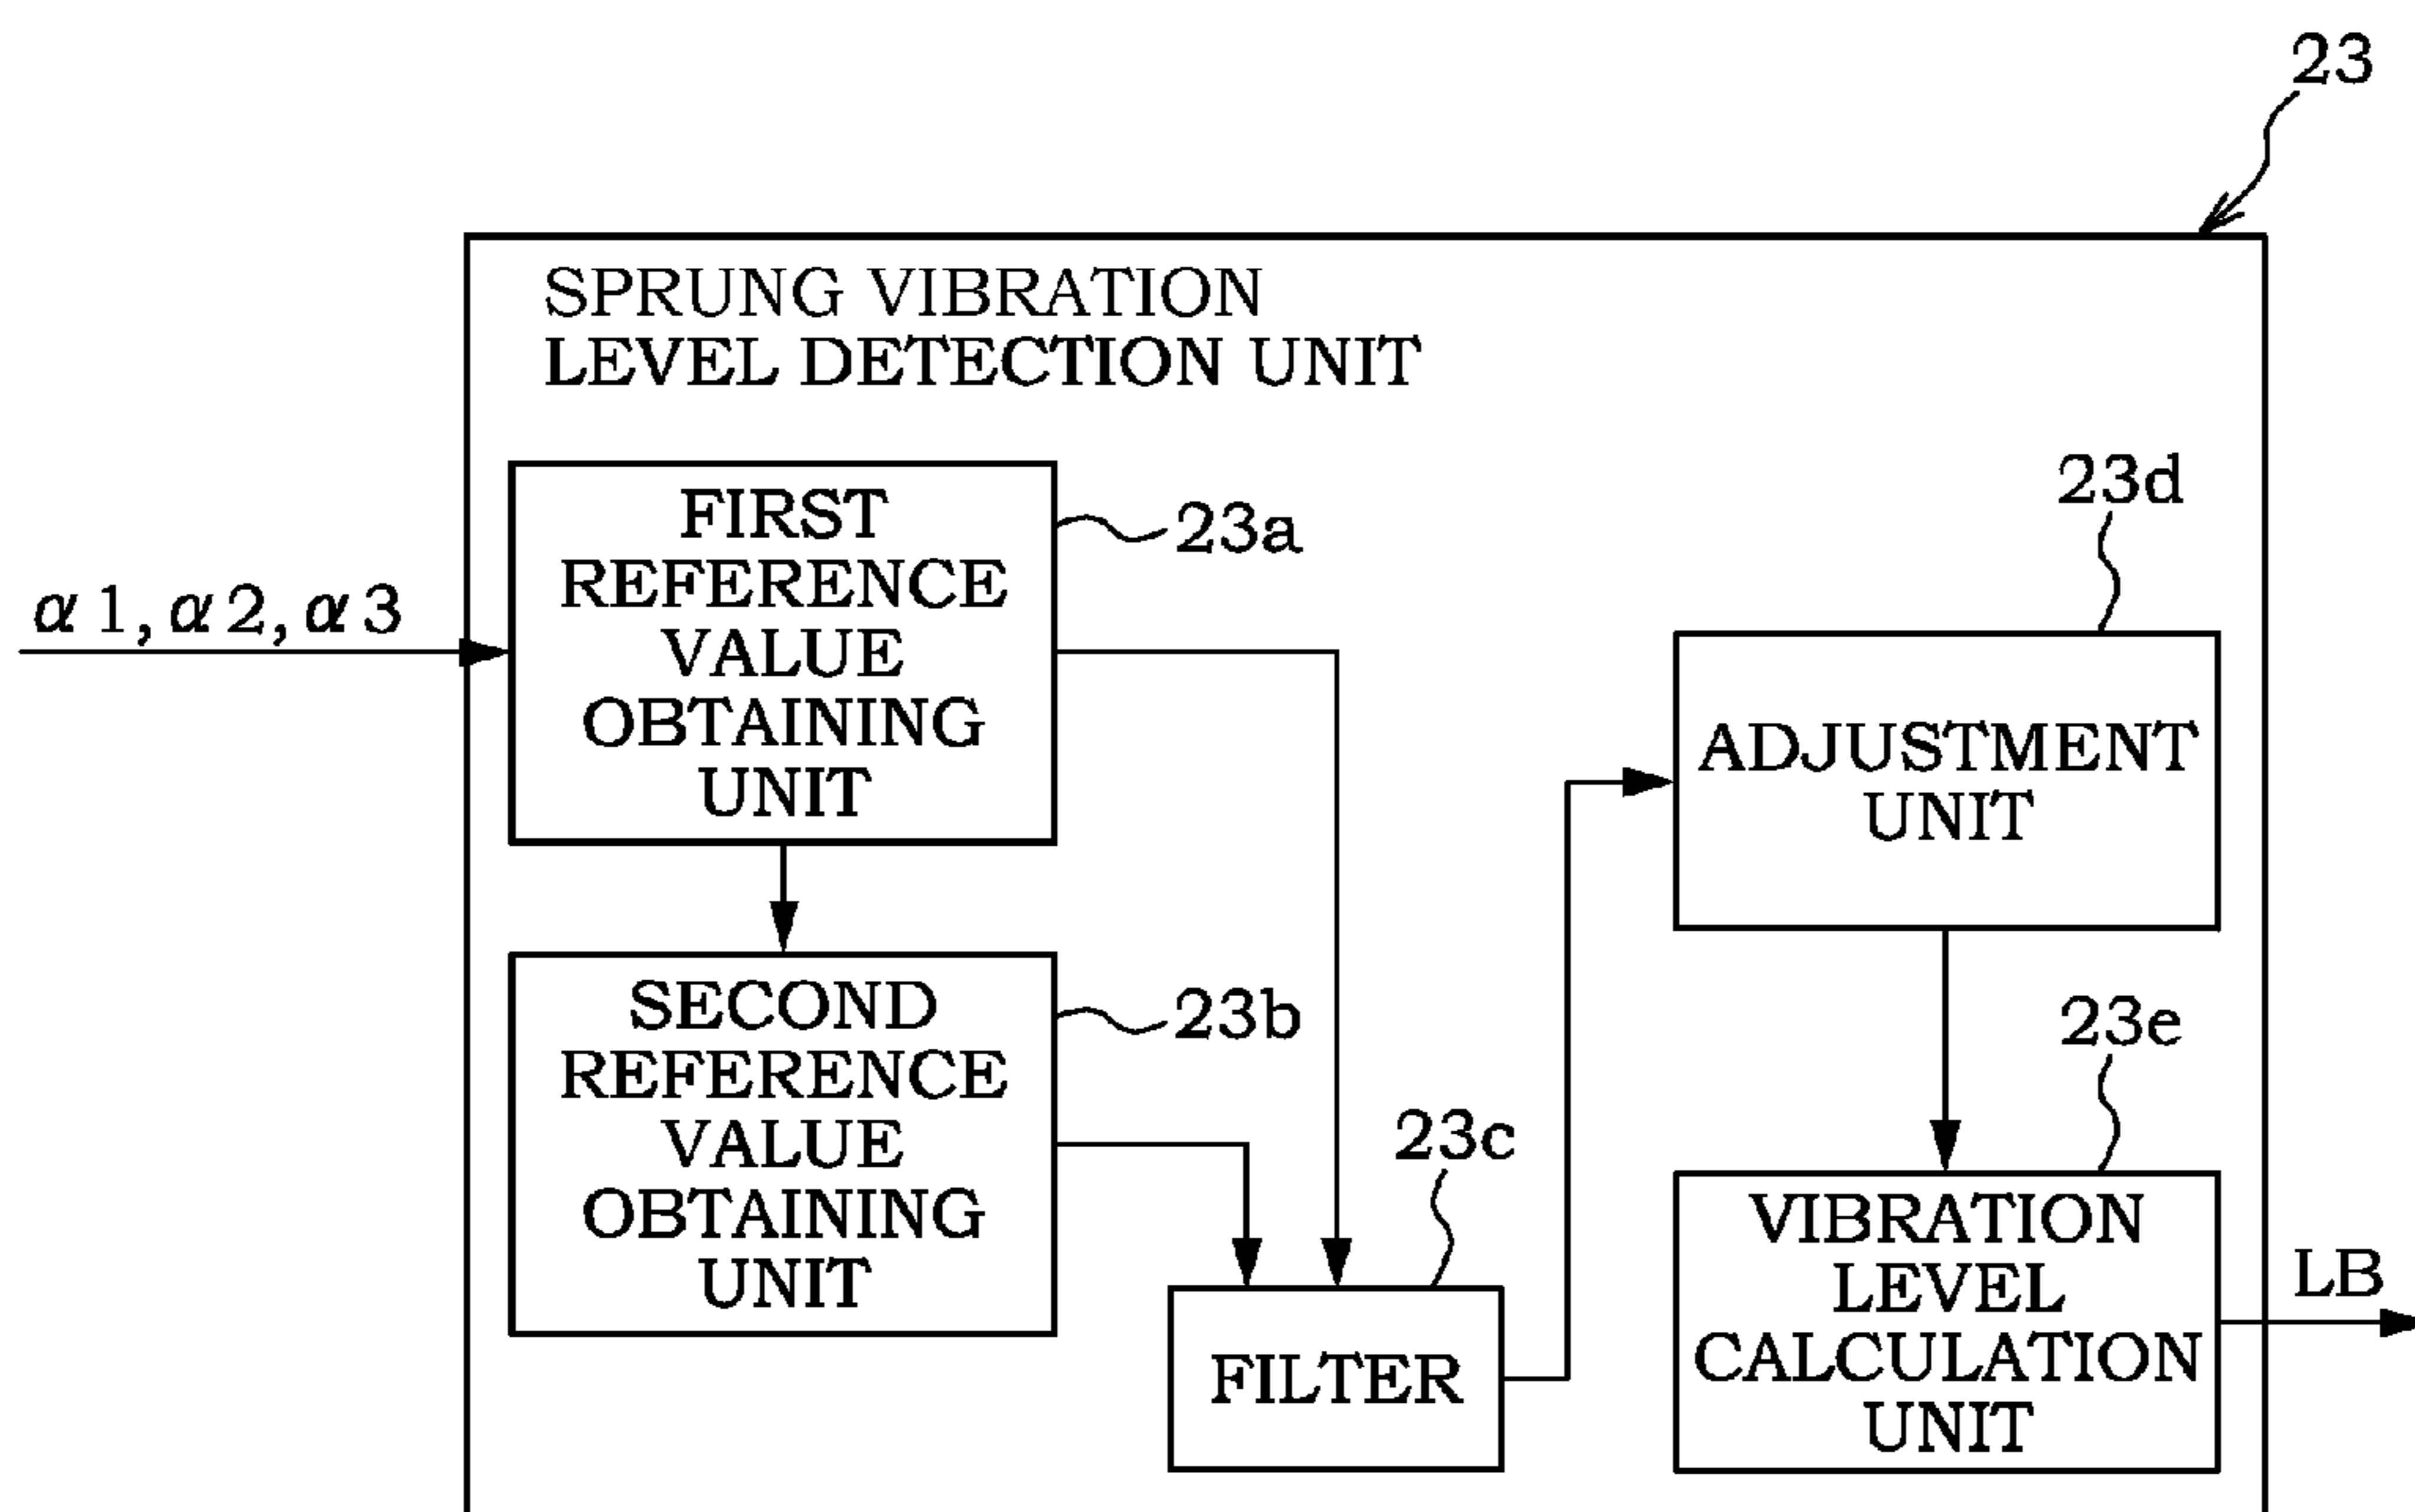 23
SPRUNG VIBRATION
LEVEL DETECTION UNIT
α1, α2, α3
FIRST
REFERENCE
VALUE
OBTAINING
UNIT
23a
SECOND
REFERENCE
VALUE
OBTAINING
UNIT
23b
23c
FILTER
23d
ADJUSTMENT
UNIT
23e
VIBRATION
LEVEL
CALCULATION
UNIT
LB